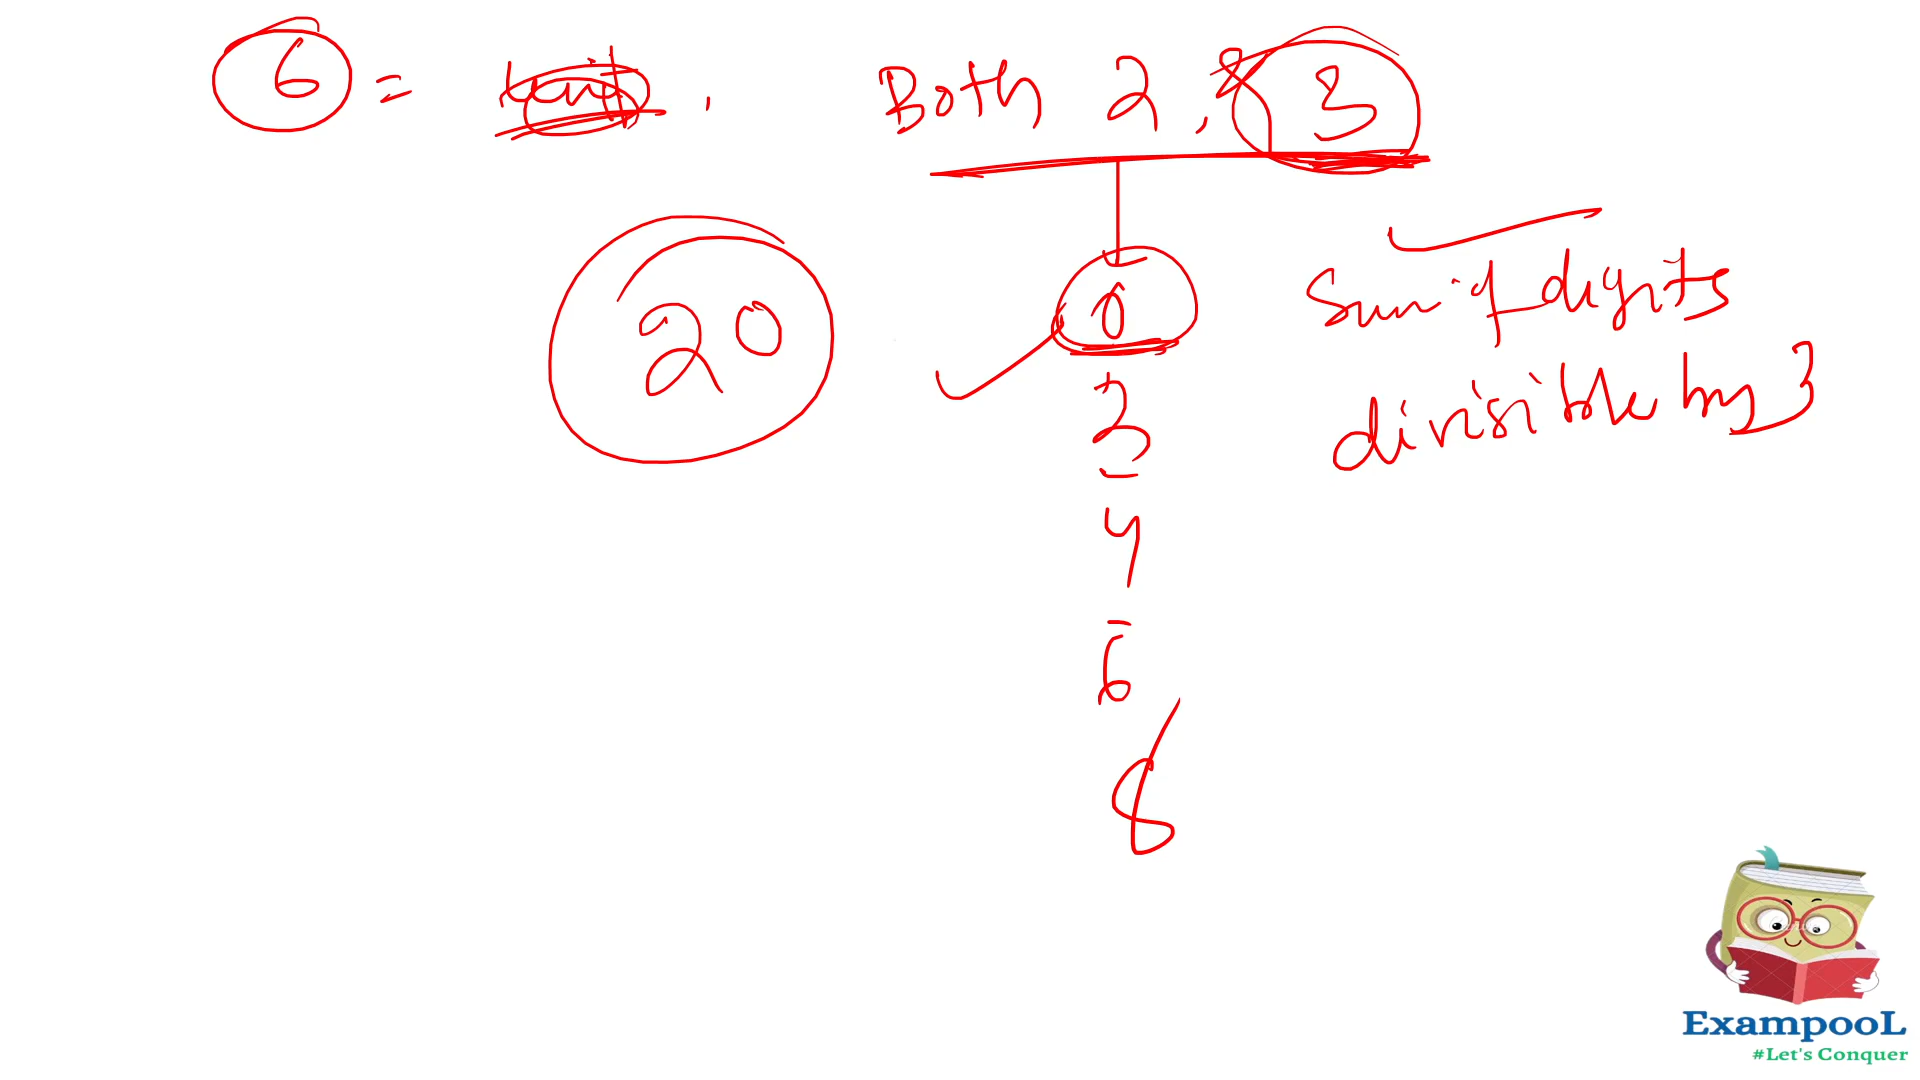 6 = unit , Both 2, & 3
20
0
2
4
6
8
Sum of digits
divisible by 3
ExampooL
#Let's Conquer